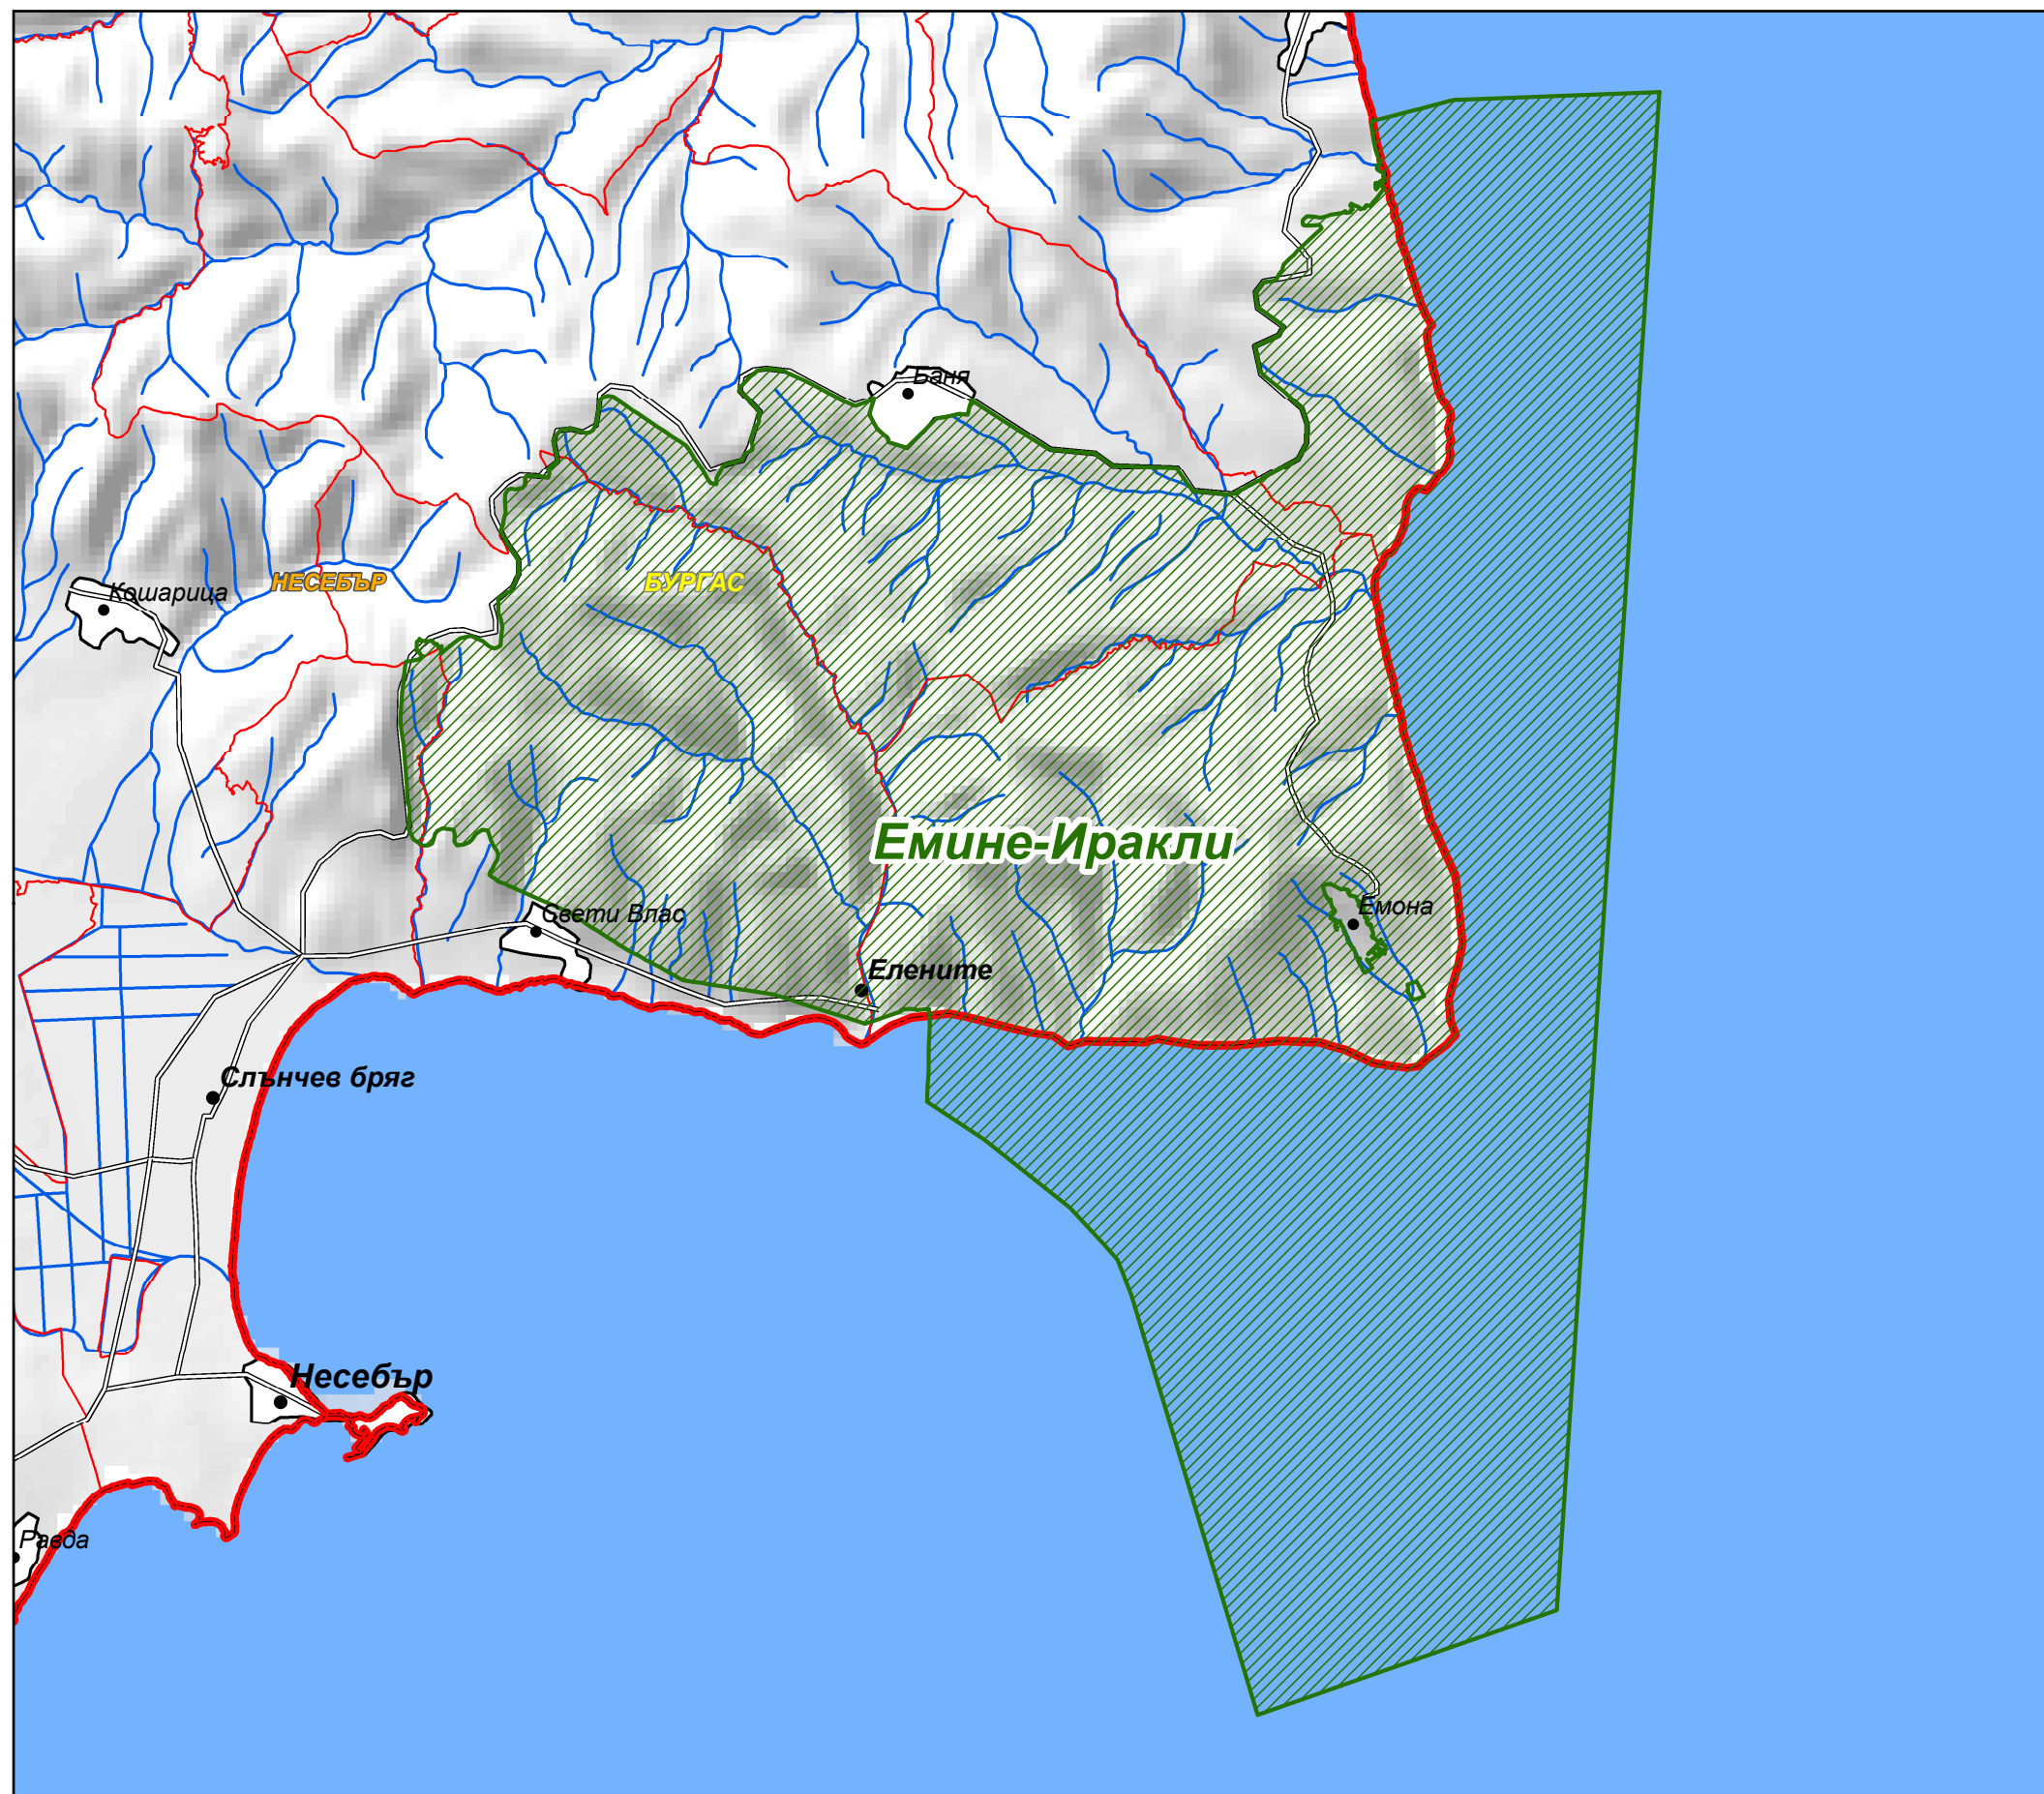 Баня
НЕСЕБЪР
БУРГАС
Кошарица
Емине-Иракли
Свети Влас
Емона
Елените
Слънчев бряг
Несебър
Равда